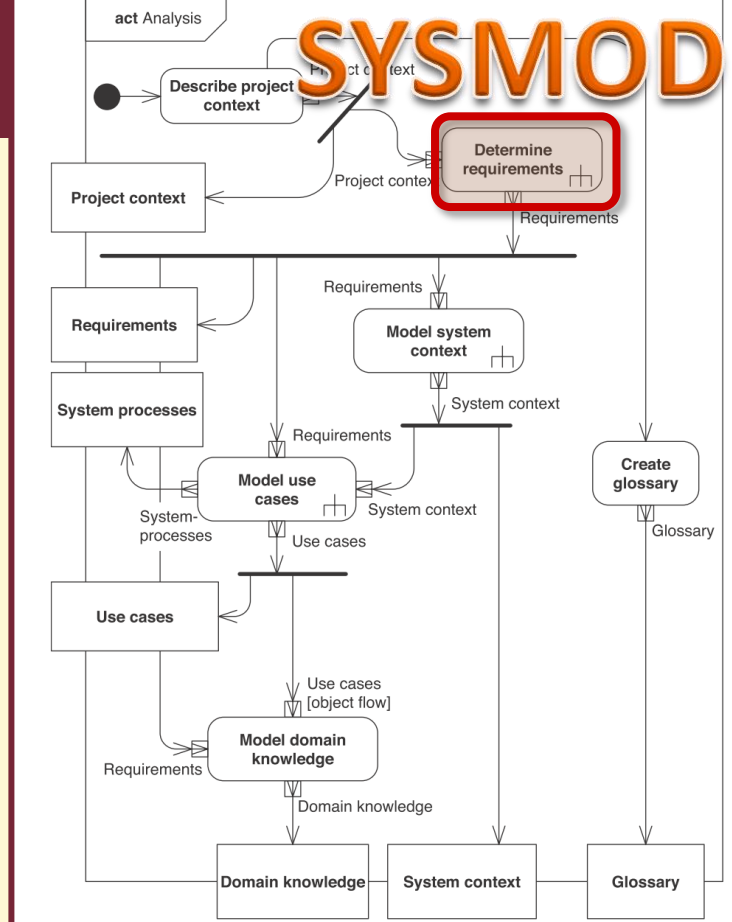 act Analysis
SYSMOD
Describe project
context
Determine
requirements
Project context
Project
Requirements
Requirements
Requirements
Model system
context
System processes
System context
Requirements
Model use
cases
Create
glossary
System context
System-
processes
Glossary
Use cases
Use cases
Use cases
[object flow]
Model domain
knowledge
Requirements
Domain knowledge
Domain knowledge
System context
Glossary